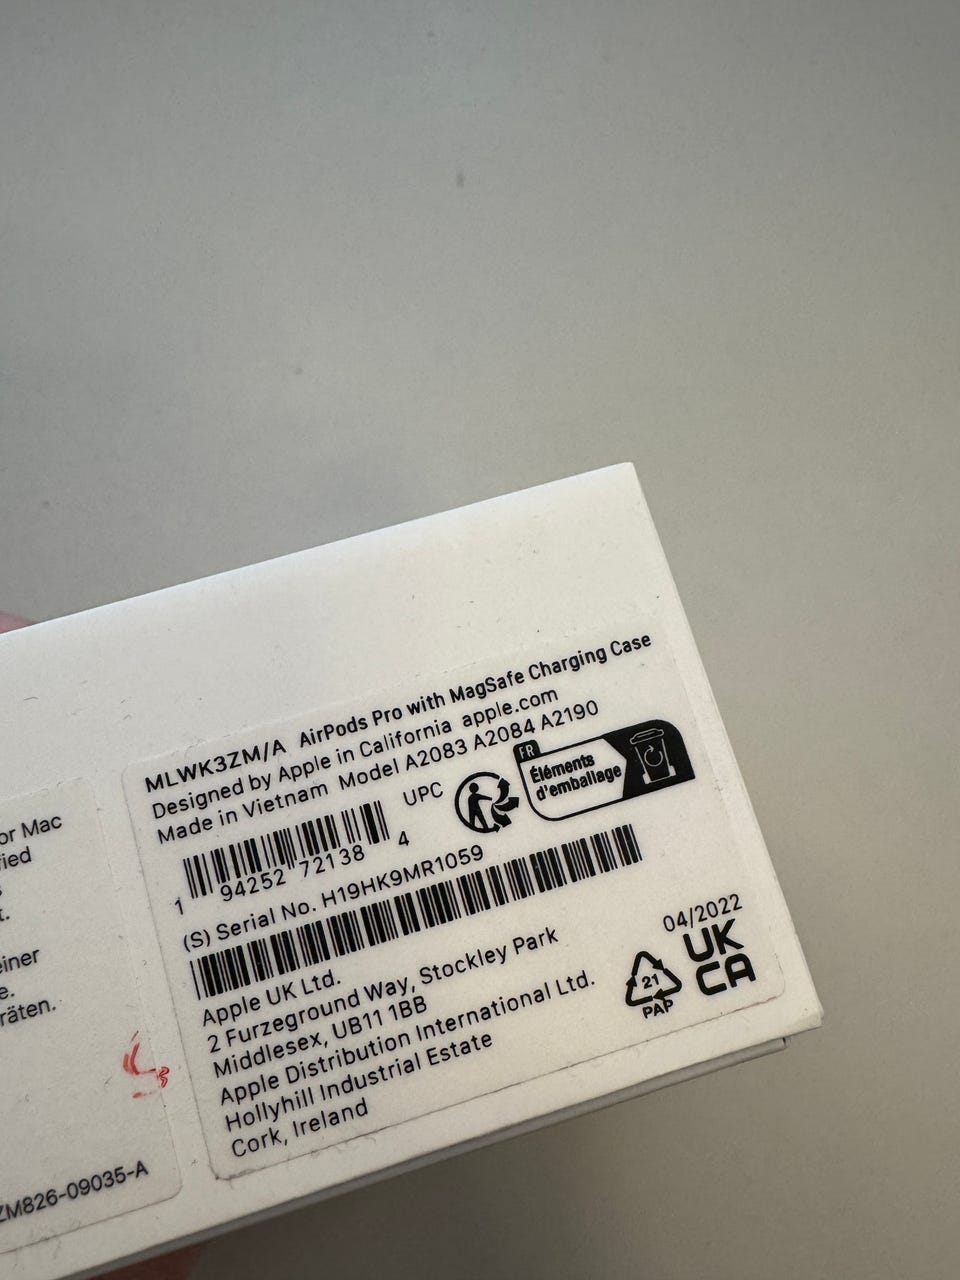 or Mac
fied
s
t.
einer
e.
räten.
ZM826-09035-A
MLWK3ZM/A AirPods Pro with MagSafe Charging Case
Designed by Apple in California apple.com
Made in Vietnam Model A2083 A2084 A2190
1 94252 72138 4
UPC
FR
Éléments
d'emballage
(S) Serial No. H19HK9MR1059
Apple UK Ltd.
2 Furzeground Way, Stockley Park
Middlesex, UB11 1BB
Apple Distribution International Ltd.
Hollyhill Industrial Estate
Cork, Ireland
04/2022
UK
CA
21
PAP